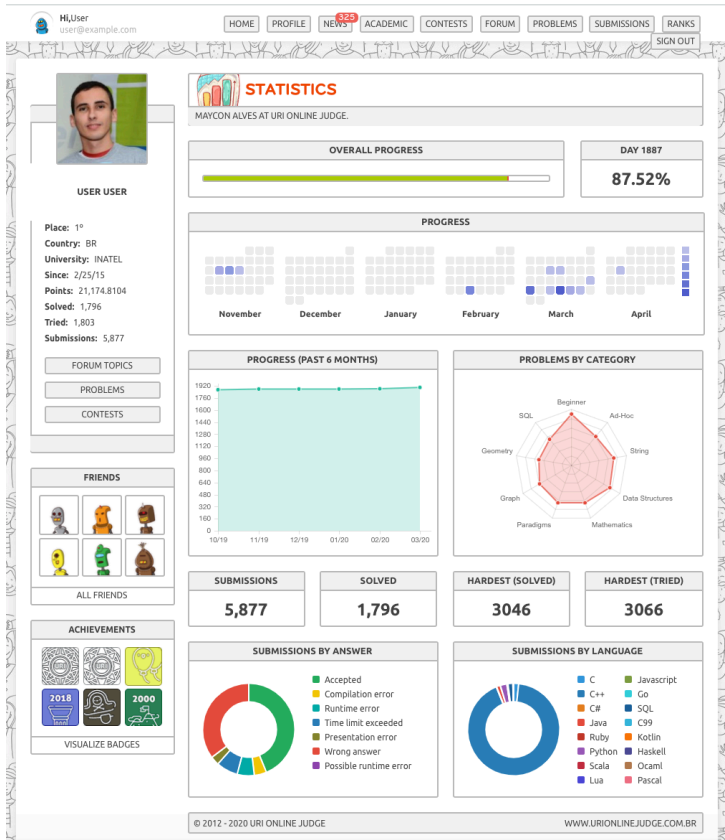 Hi,User
user@example.com
HOME
PROFILE
NEWS
325
ACADEMIC
CONTESTS
FORUM
PROBLEMS
SUBMISSIONS
RANKS
SIGN OUT
USER USER
Place: 1º
Country: BR
University: INATEL
Since: 2/25/15
Points: 21,174.8104
Solved: 1,796
Tried: 1,803
Submissions: 5,877
FORUM TOPICS
PROBLEMS
CONTESTS
FRIENDS
ALL FRIENDS
ACHIEVEMENTS
2018
2000
VISUALIZE BADGES
STATISTICS
MAYCON ALVES AT URI ONLINE JUDGE.
OVERALL PROGRESS
DAY 1887
87.52%
PROGRESS
November
December
January
February
March
April
PROGRESS (PAST 6 MONTHS)
1920
1760
1600
1440
1280
1120
960
800
640
480
320
160
0
10/19
11/19
12/19
01/20
02/20
03/20
PROBLEMS BY CATEGORY
Beginner
Ad-Hoc
String
Data Structures
Mathematics
Paradigms
Graph
Geometry
SQL
SUBMISSIONS
5,877
SOLVED
1,796
HARDEST (SOLVED)
3046
HARDEST (TRIED)
3066
SUBMISSIONS BY ANSWER
Accepted
Compilation error
Runtime error
Time limit exceeded
Presentation error
Wrong answer
Possible runtime error
SUBMISSIONS BY LANGUAGE
C
C++
C#
Java
Ruby
Python
Scala
Lua
Javascript
Go
SQL
C99
Kotlin
Haskell
Ocaml
Pascal
© 2012 - 2020 URI ONLINE JUDGE
WWW.URIONLINEJUDGE.COM.BR